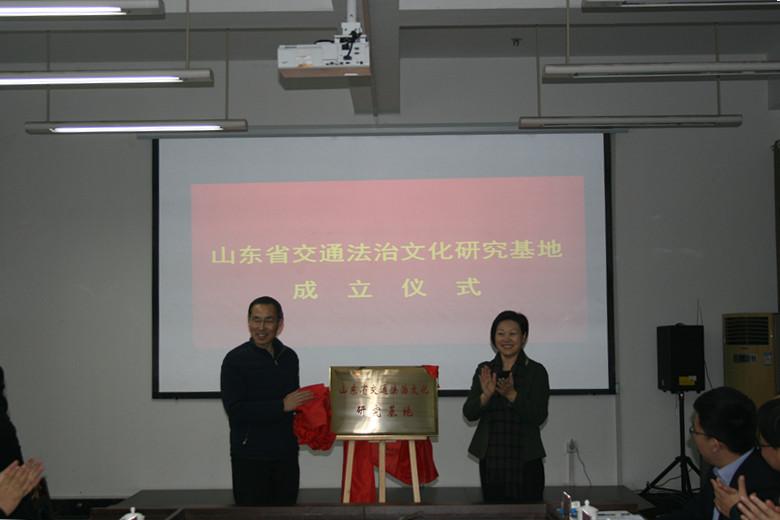 山东省交通法治文化研究基地
成立仪式
山东省交通法治文化
研究基地